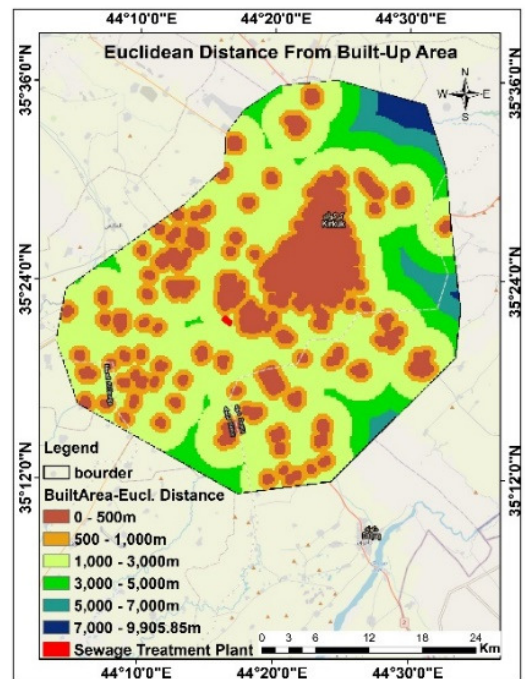 44°10'0"E 44°20'0"E 44°30'0"E
Euclidean Distance From Built-Up Area
N
W E
S
35°36'0"N 35°36'0"N
Kirkuk
35°24'0"N 35°24'0"N
35°12'0"N 35°12'0"N
Legend
bourder
BuiltArea-Eucl. Distance
0 - 500m
500 - 1,000m
1,000 - 3,000m
3,000 - 5,000m
5,000 - 7,000m
7,000 - 9,905.85m
Sewage Treatment Plant
0 3 6 12 18 24
Km
44°10'0"E 44°20'0"E 44°30'0"E